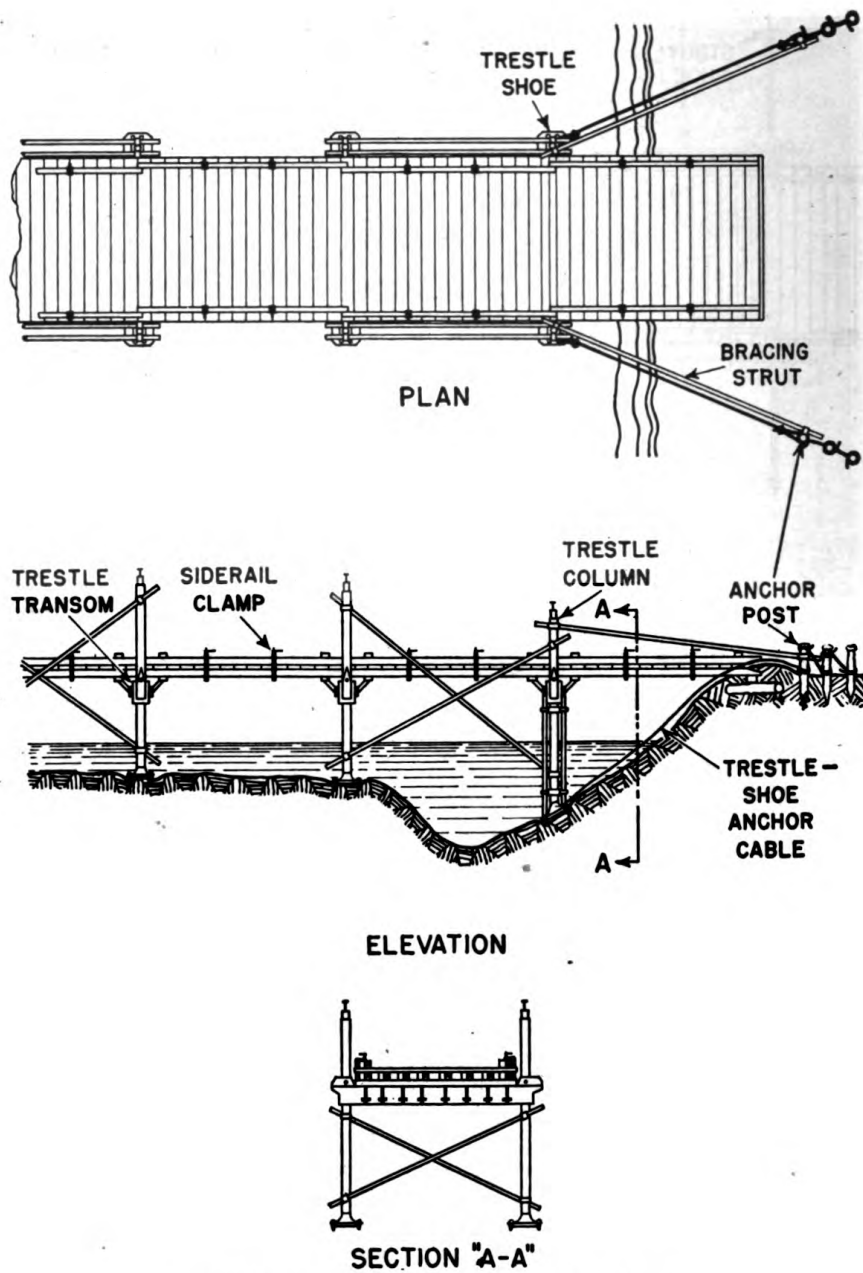 TRESTLE
SHOE
BRACING
STRUT
PLAN
TRESTLE
TRANSOM
SIDERAIL
CLAMP
TRESTLE
COLUMN
A
ANCHOR
POST
TRESTLE-
SHOE
ANCHOR
CABLE
A
ELEVATION
SECTION "A-A"